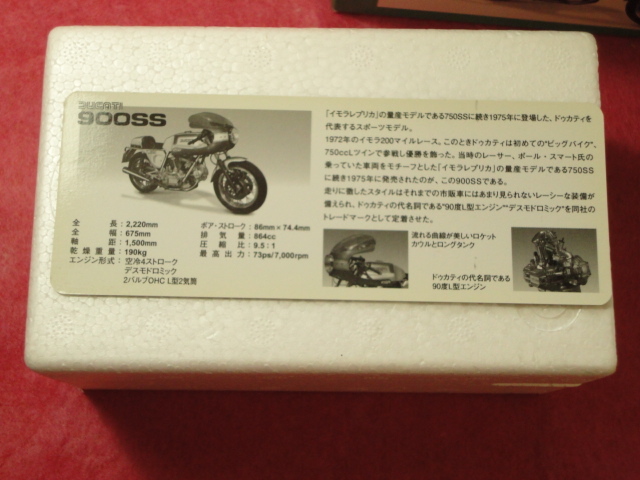 DUCATI
900SS
「イモラレプリカ」の量産モデルである750SSに続き1975年に登場した、ドゥカティを
代表するスポーツモデル。
1972年のイモラ200マイルレース。このときドゥカティは初めての"ビッグバイク"、
750ccLツインで参戦し優勝を飾った。当時のレーサー、ポール・スマート氏の
乗っていた車両をモチーフとした「イモラレプリカ」の量産モデルである750SS
に続き1975年に発売されたのが、この900SSである。
走りに徹したスタイルはそれまでの市販車にはあまり見られないレーシーな装備が
備えられ、ドゥカティの代名詞である"90度L型エンジン""デスモドロミック"を同社の
トレードマークとして定着させた。
全長:2,220mm
全幅:675mm
軸距:1,500mm
乾燥重量:190kg
エンジン形式:空冷4ストローク
デスモドロミック
2バルブOHC L型2気筒
ボア・ストローク:86mm×74.4mm
排気量:864cc
圧縮比:9.5:1
最高出力:73ps/7,000rpm
流れる曲線が美しいロケット
カウルとロングタンク
ドゥカティの代名詞である
90度L型エンジン